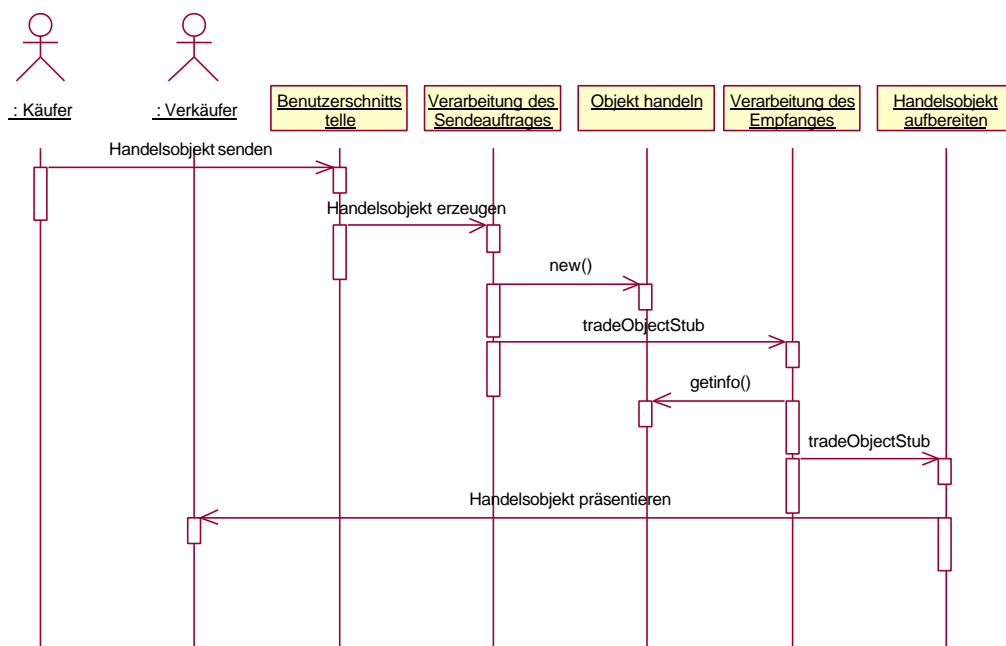 : Käufer
: Verkäufer
Benutzerschnitts
telle
Verarbeitung des
Sendeauftrages
Objekt handeln
Verarbeitung des
Empfanges
Handelsobjekt
aufbereiten
Handelsobjekt senden
Handelsobjekt erzeugen
new()
tradeObjectStub
getinfo()
tradeObjectStub
Handelsobjekt präsentieren